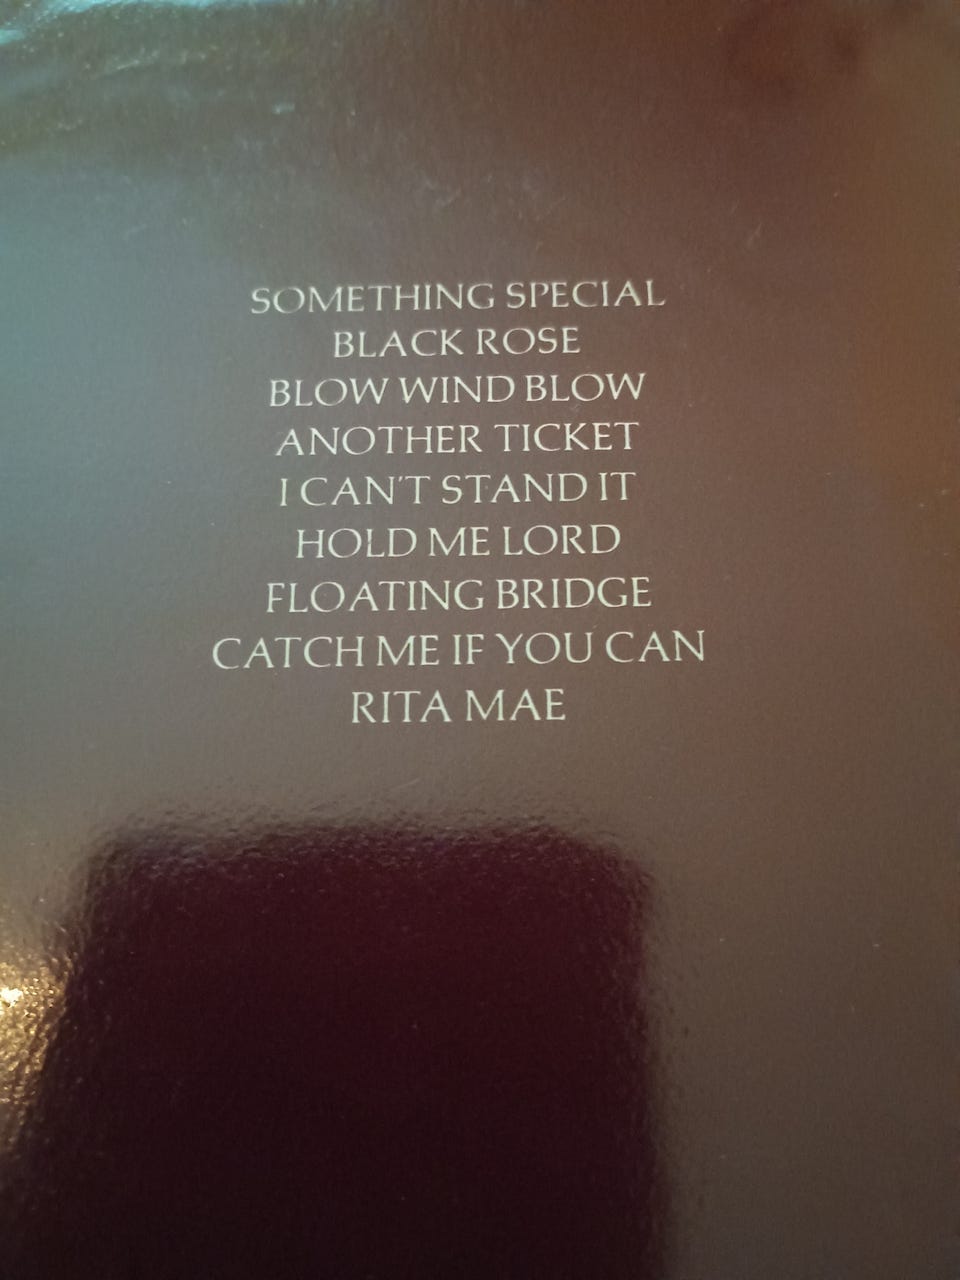 SOMETHING SPECIAL
BLACK ROSE
BLOW WIND BLOW
ANOTHER TICKET
I CAN'T STAND IT
HOLD ME LORD
FLOATING BRIDGE
CATCH ME IF YOU CAN
RITA MAE